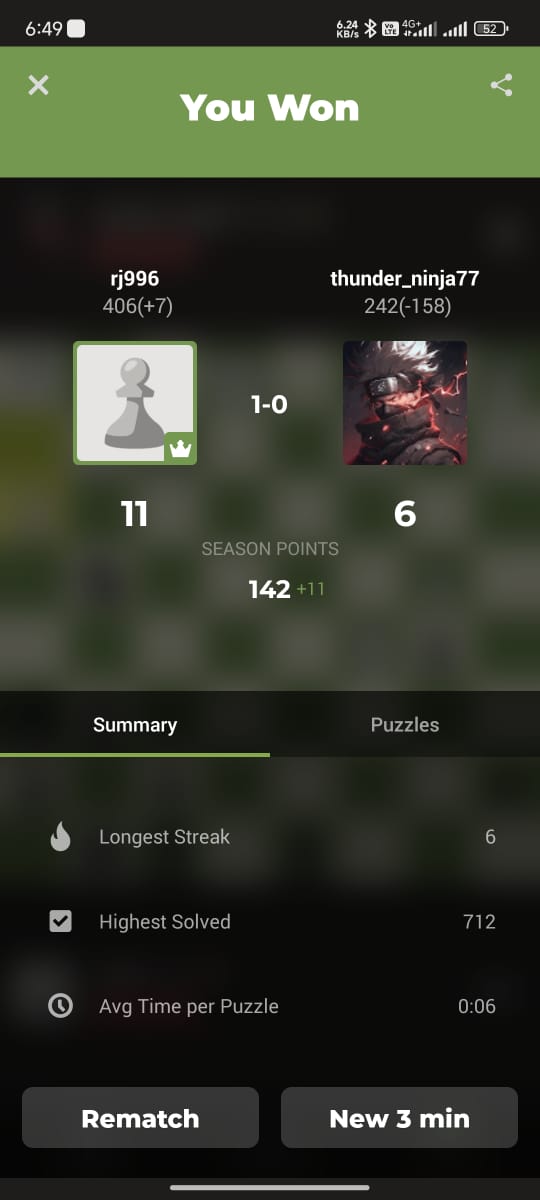 6:49
6.24 KB/s
Vo LTE
4G+
52
You Won
rj996
406(+7)
thunder_ninja77
242(-158)
1-0
11
6
SEASON POINTS
142 +11
Summary
Puzzles
Longest Streak
6
Highest Solved
712
Avg Time per Puzzle
0:06
Rematch
New 3 min